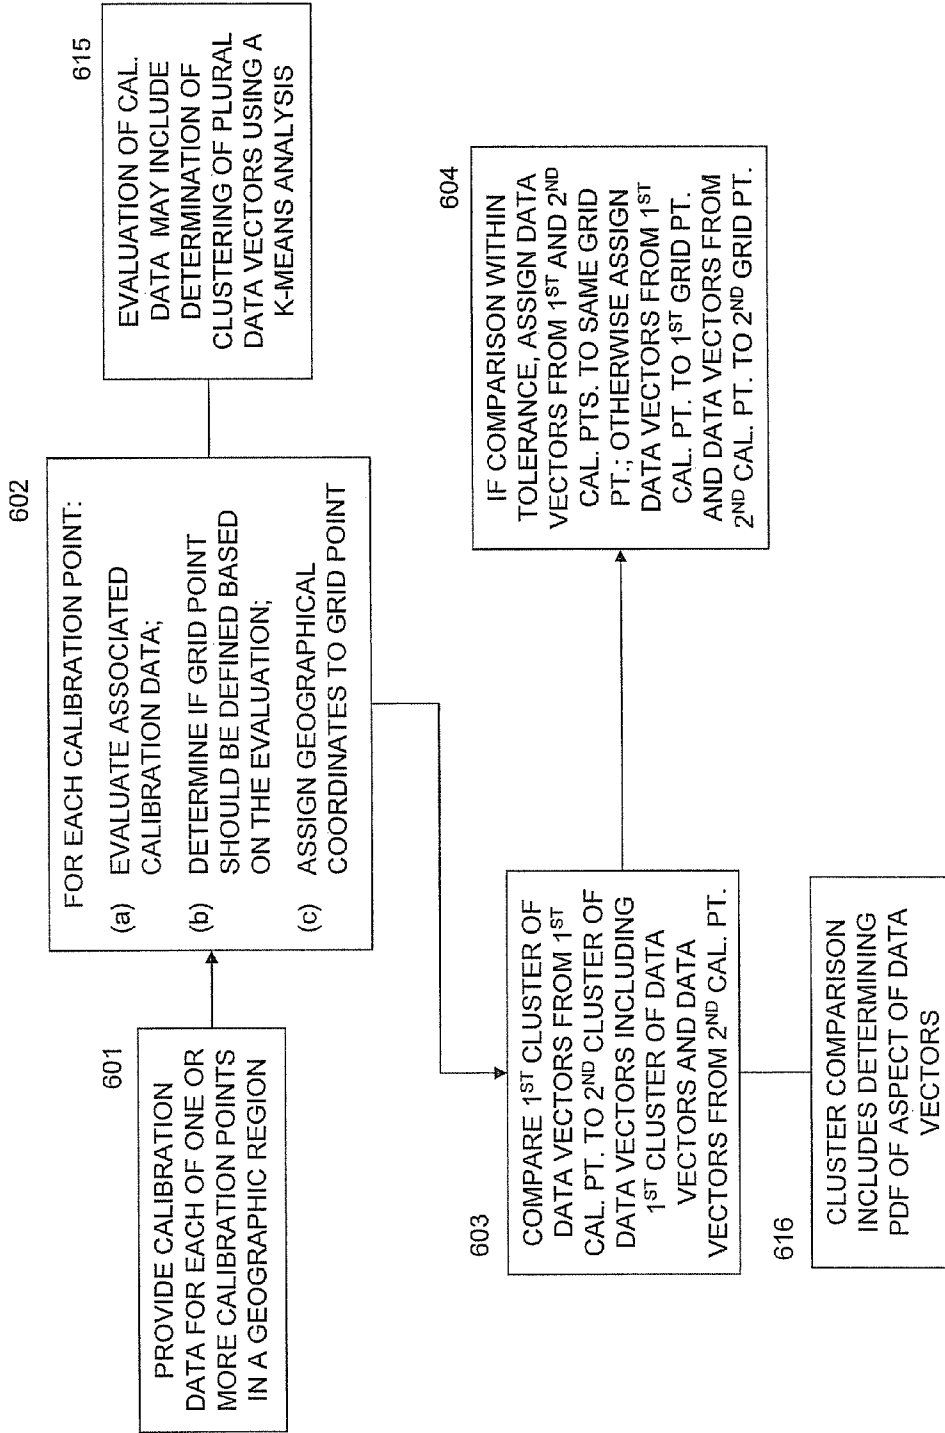 601
PROVIDE CALIBRATION
DATA FOR EACH OF ONE OR
MORE CALIBRATION POINTS
IN A GEOGRAPHIC REGION
602
FOR EACH CALIBRATION POINT:
(a) EVALUATE ASSOCIATED
CALIBRATION DATA;
(b) DETERMINE IF GRID POINT
SHOULD BE DEFINED BASED
ON THE EVALUATION;
(c) ASSIGN GEOGRAPHICAL
COORDINATES TO GRID POINT
615
EVALUATION OF CAL.
DATA MAY INCLUDE
DETERMINATION OF
CLUSTERING OF PLURAL
DATA VECTORS USING A
K-MEANS ANALYSIS
603
COMPARE 1ST CLUSTER OF
DATA VECTORS FROM 1ST
CAL. PT. TO 2ND CLUSTER OF
DATA VECTORS INCLUDING
1ST CLUSTER OF DATA
VECTORS AND DATA
VECTORS FROM 2ND CAL. PT.
604
IF COMPARISON WITHIN
TOLERANCE, ASSIGN DATA
VECTORS FROM 1ST AND 2ND
CAL. PTS. TO SAME GRID
PT.; OTHERWISE ASSIGN
DATA VECTORS FROM 1ST
CAL. PT. TO 1ST GRID PT.
AND DATA VECTORS FROM
2ND CAL. PT. TO 2ND GRID PT.
616
CLUSTER COMPARISON
INCLUDES DETERMINING
PDF OF ASPECT OF DATA
VECTORS